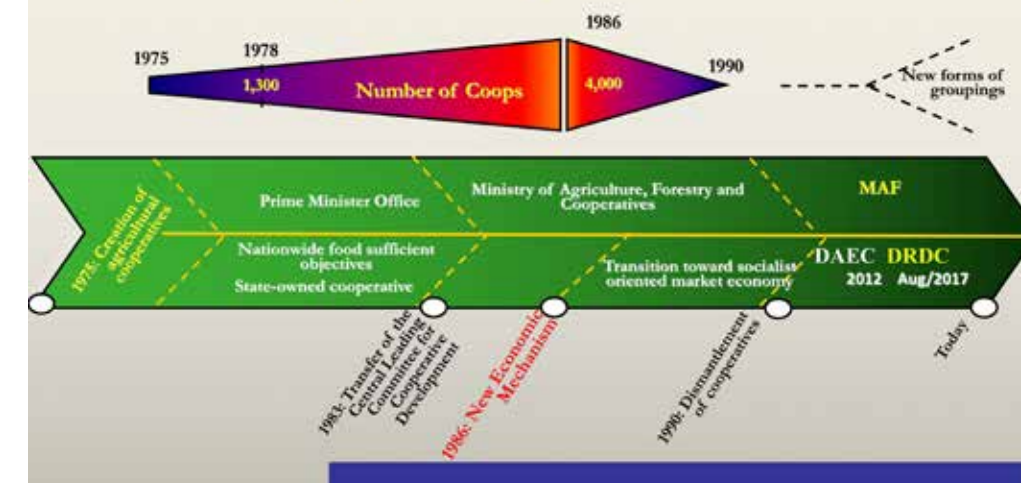 1986
1978
1975
1990
1,300
Number of Coops
4,000
New forms of
groupings
1975: Creation of
agricultural
cooperatives
Prime Minister Office
Ministry of Agriculture, Forestry and
Cooperatives
MAF
Nationwide food sufficient
objectives
State-owned cooperative
Transition toward socialist
oriented market economy
DAEC DRDC
2012 Aug/2017
1983: Transfer of the
Central Leading
Committee for
Cooperative
Development
1986: New Economic
Mechanism
1990: Dismantlement
of cooperatives
Today